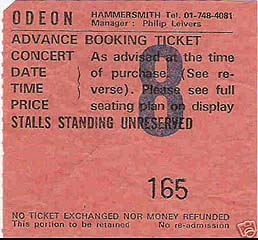 ODEON HAMMERSMITH Tel. 01-748-4081
Manager : Philip Leivers
ADVANCE BOOKING TICKET
CONCERT As advised at the time
DATE ) of purchase. (See re-
TIME ) verse). Please see full
PRICE seating plan on display
STALLS STANDING UNRESERVED
8
165
NO TICKET EXCHANGED NOR MONEY REFUNDED
This portion to be retained No re-admission